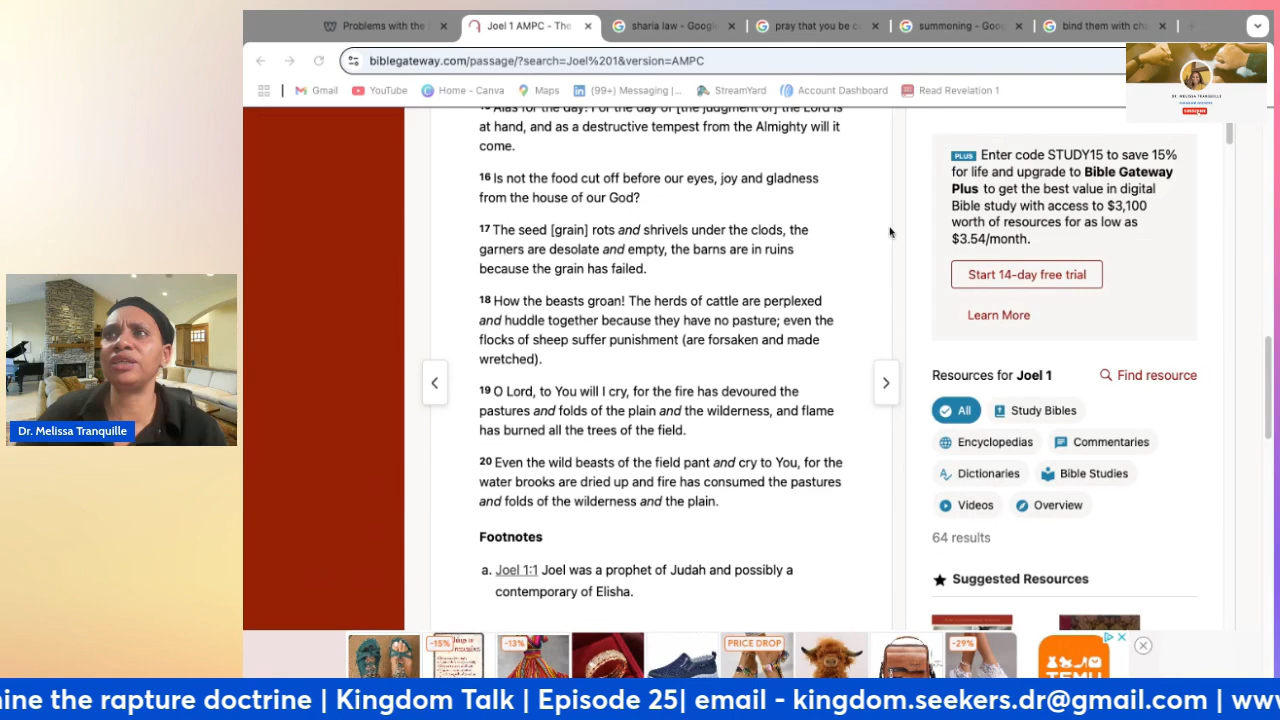 Problems with the
Joel 1 AMPC - The
sharia law - Google
pray that you be c
summoning - Goo
bind them with ch
biblegateway.com/passage/?search=Joel%201&version=AMPC
Gmail
YouTube
Home - Canva
Maps
(99+) Messaging |...
StreamYard
Account Dashboard
Read Revelation 1
DR. MELISSA TRANQUILLE
SUBSCRIBE
at hand, and as a destructive tempest from the Almighty will it
come.
16 Is not the food cut off before our eyes, joy and gladness
from the house of our God?
17 The seed [grain] rots and shrivels under the clods, the
garners are desolate and empty, the barns are in ruins
because the grain has failed.
18 How the beasts groan! The herds of cattle are perplexed
and huddle together because they have no pasture; even the
flocks of sheep suffer punishment (are forsaken and made
wretched).
19 O Lord, to You will I cry, for the fire has devoured the
pastures and folds of the plain and the wilderness, and flame
has burned all the trees of the field.
20 Even the wild beasts of the field pant and cry to You, for the
water brooks are dried up and fire has consumed the pastures
and folds of the wilderness and the plain.
Footnotes
a. Joel 1:1 Joel was a prophet of Judah and possibly a
contemporary of Elisha.
PLUS Enter code STUDY15 to save 15%
for life and upgrade to Bible Gateway
Plus to get the best value in digital
Bible study with access to $3,100
worth of resources for as low as
$3.54/month.
Start 14-day free trial
Learn More
Resources for Joel 1
Find resource
All
Study Bibles
Encyclopedias
Commentaries
Dictionaries
Bible Studies
Videos
Overview
64 results
Suggested Resources
Dr. Melissa Tranquille
-15%
-13%
PRICE DROP
-29%
TEMU
nine the rapture doctrine | Kingdom Talk | Episode 25| email - kingdom.seekers.dr@gmail.com | www